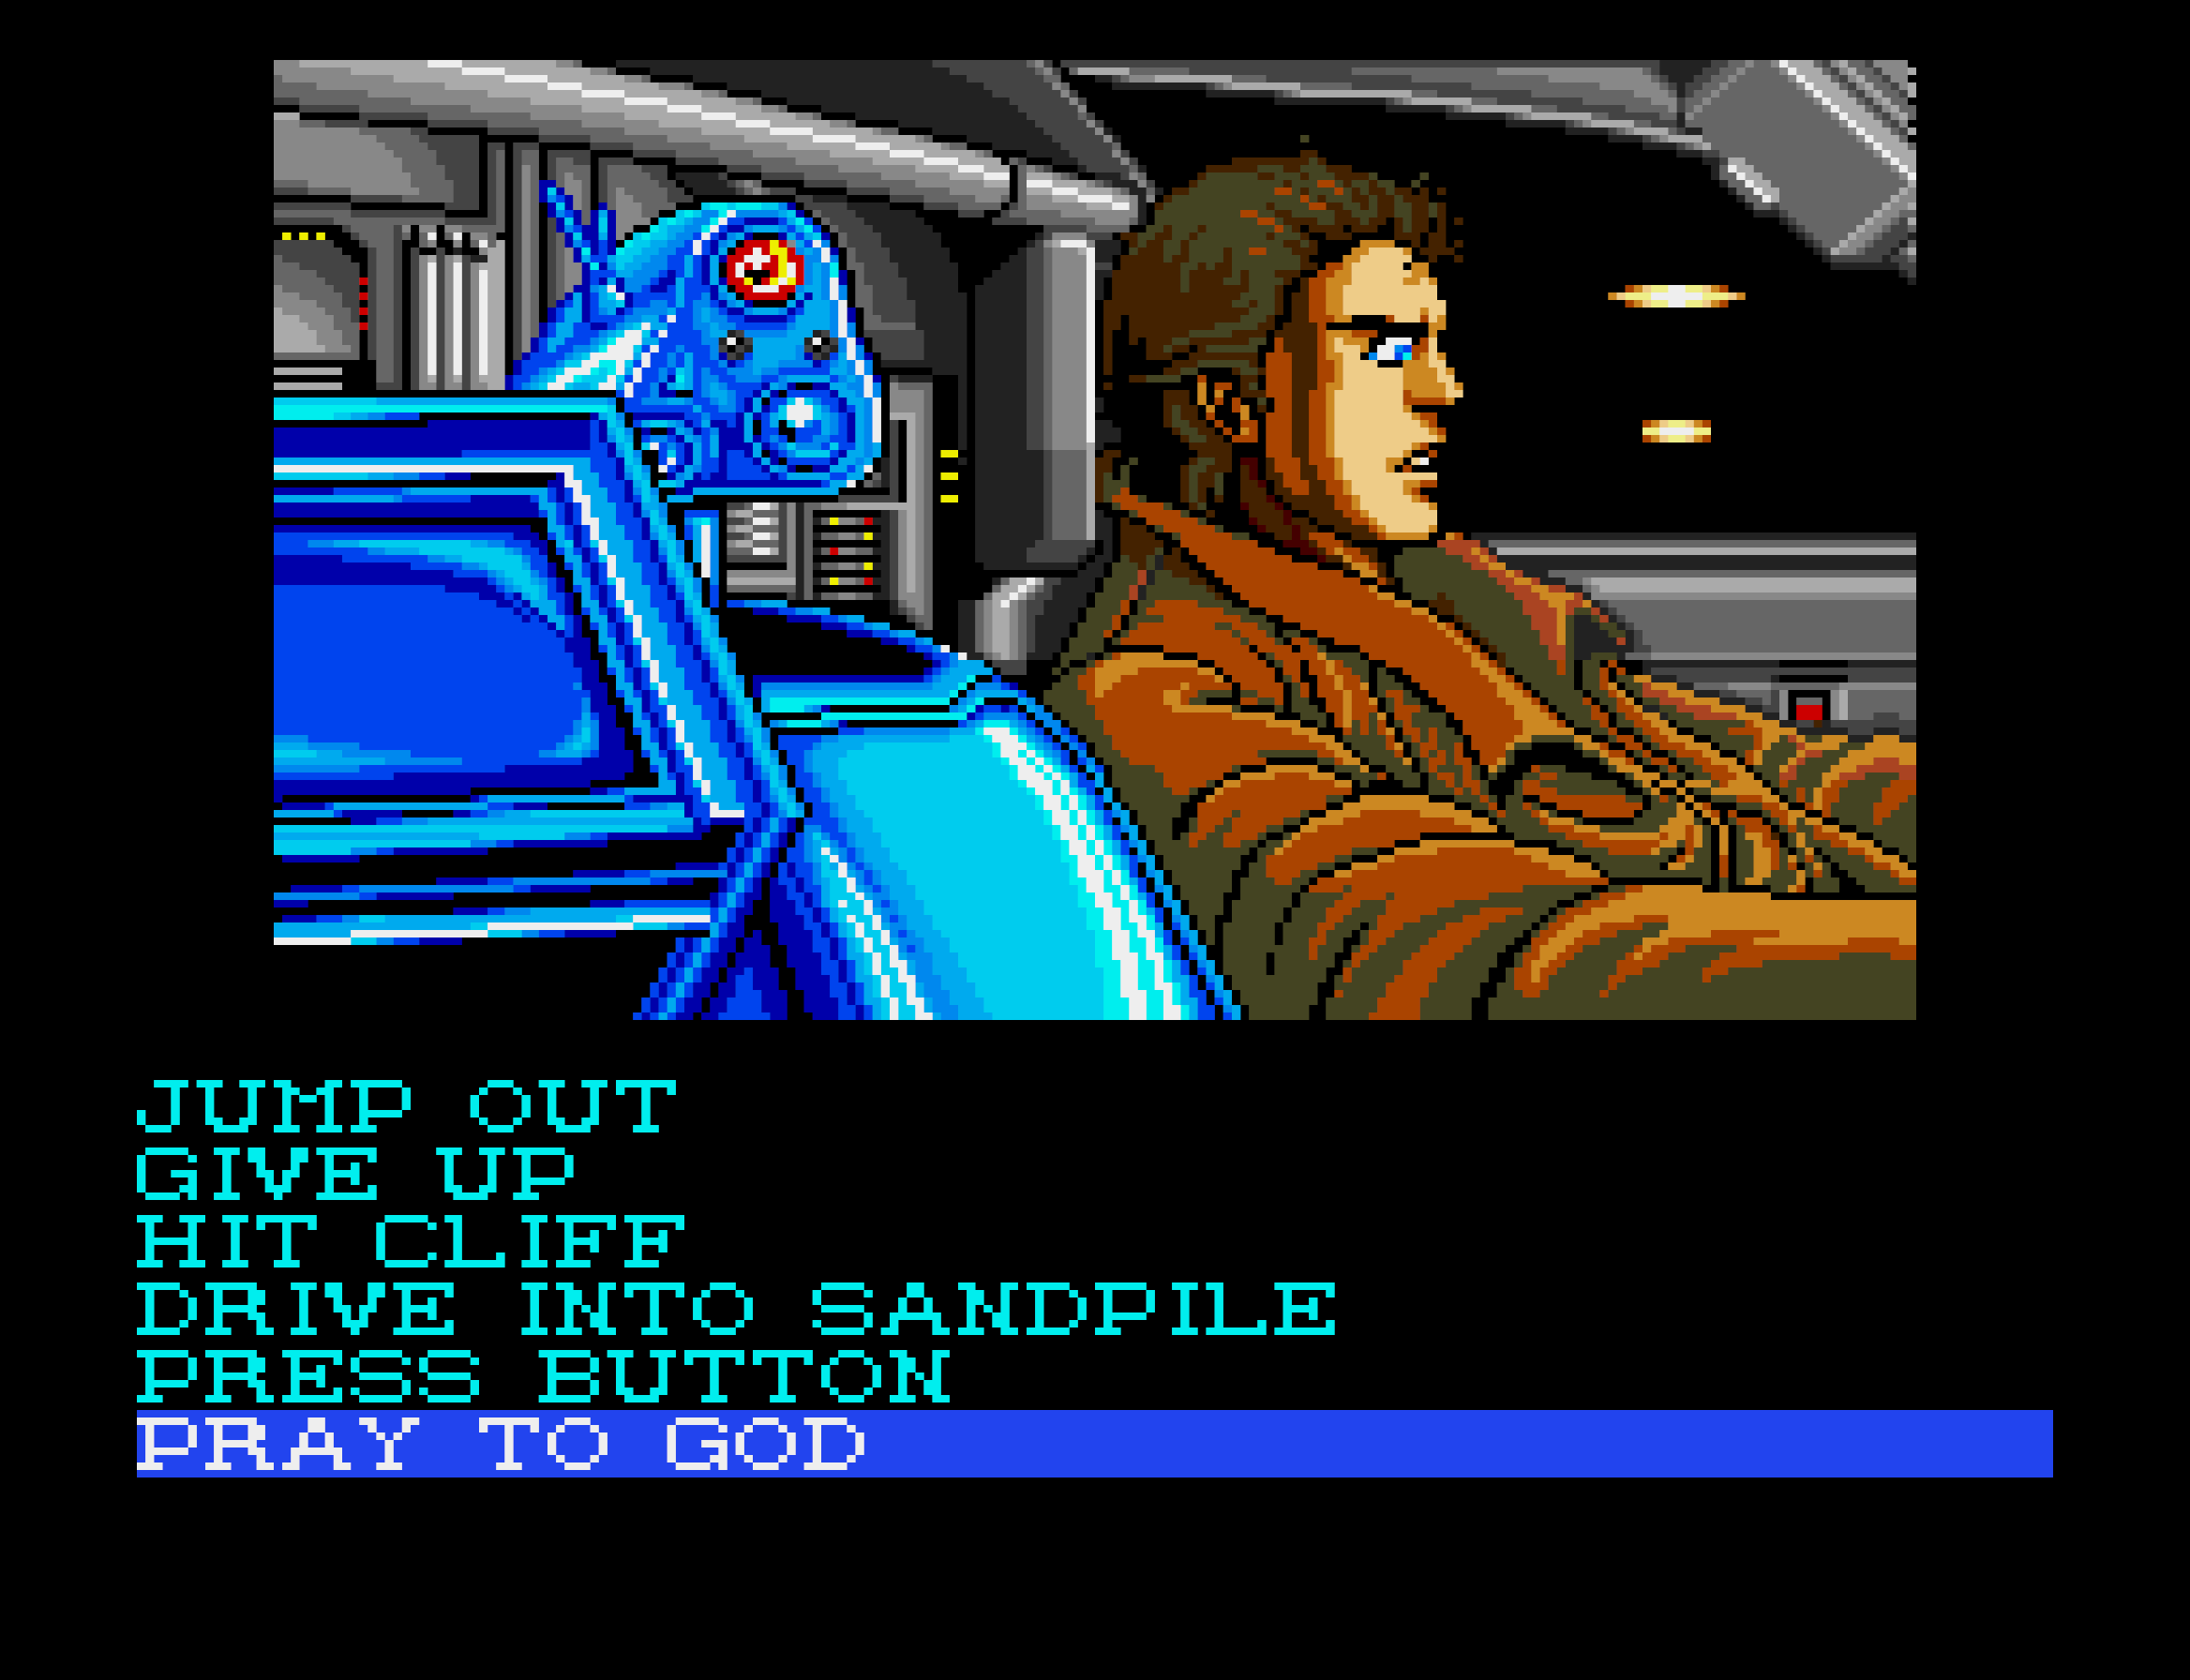 JUMP OUT
GIVE UP
HIT CLIFF
DRIVE INTO SANDPILE
PRESS BUTTON
PRAY TO GOD